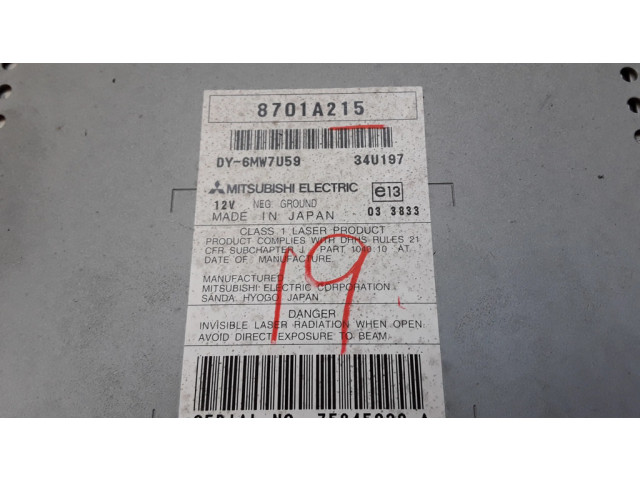 8701A215
DY-6MW7U59 34U197
MITSUBISHI ELECTRIC e13
12V NEG GROUND
MADE IN JAPAN 03 3833
CLASS 1 LASER PRODUCT
PRODUCT COMPLIES WITH DHHS RULES 21
CFR SUBCHAPTER J, PART 1040.10 AT
DATE OF MANUFACTURE.
MANUFACTURED
MITSUBISHI ELECTRIC CORPORATION
SANDA, HYOGO, JAPAN
19.
DANGER
INVISIBLE LASER RADIATION WHEN OPEN
AVOID DIRECT EXPOSURE TO BEAM
SERIAL NO.